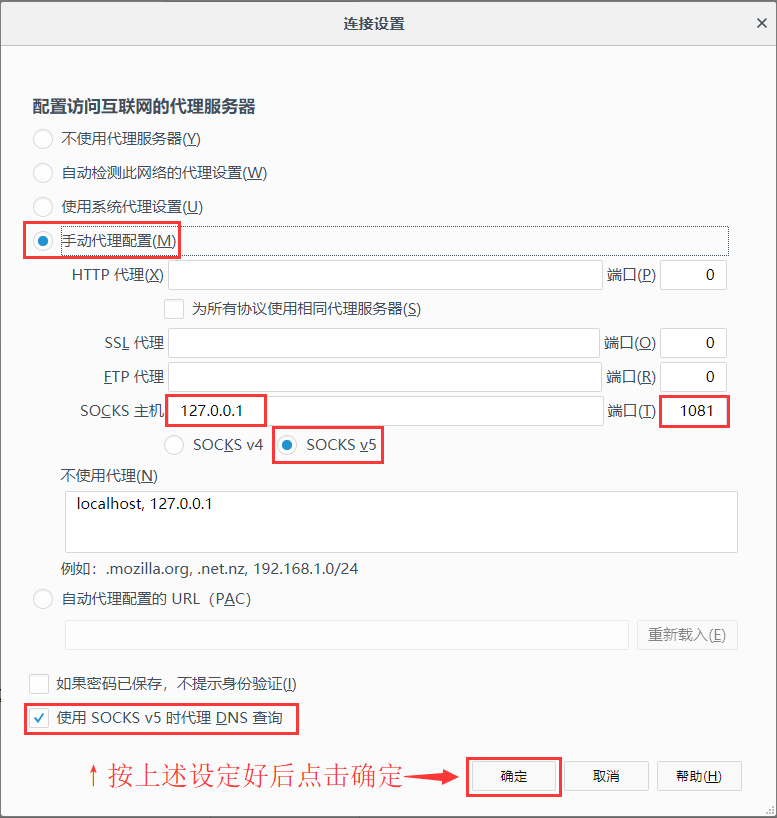 连接设置
配置访问互联网的代理服务器
不使用代理服务器(Y)
自动检测此网络的代理设置(W)
使用系统代理设置(U)
手动代理配置(M)
HTTP 代理(X) 端口(P) 0
为所有协议使用相同代理服务器(S)
SSL 代理 端口(O) 0
FTP 代理 端口(R) 0
SOCKS 主机 127.0.0.1 端口(T) 1081
SOCKS v4 SOCKS v5
不使用代理(N)
localhost, 127.0.0.1
例如：.mozilla.org, .net.nz, 192.168.1.0/24
自动代理配置的 URL（PAC）
重新载入(E)
如果密码已保存，不提示身份验证(I)
使用 SOCKS v5 时代理 DNS 查询
↑按上述设定好后点击确定 确定 取消 帮助(H)